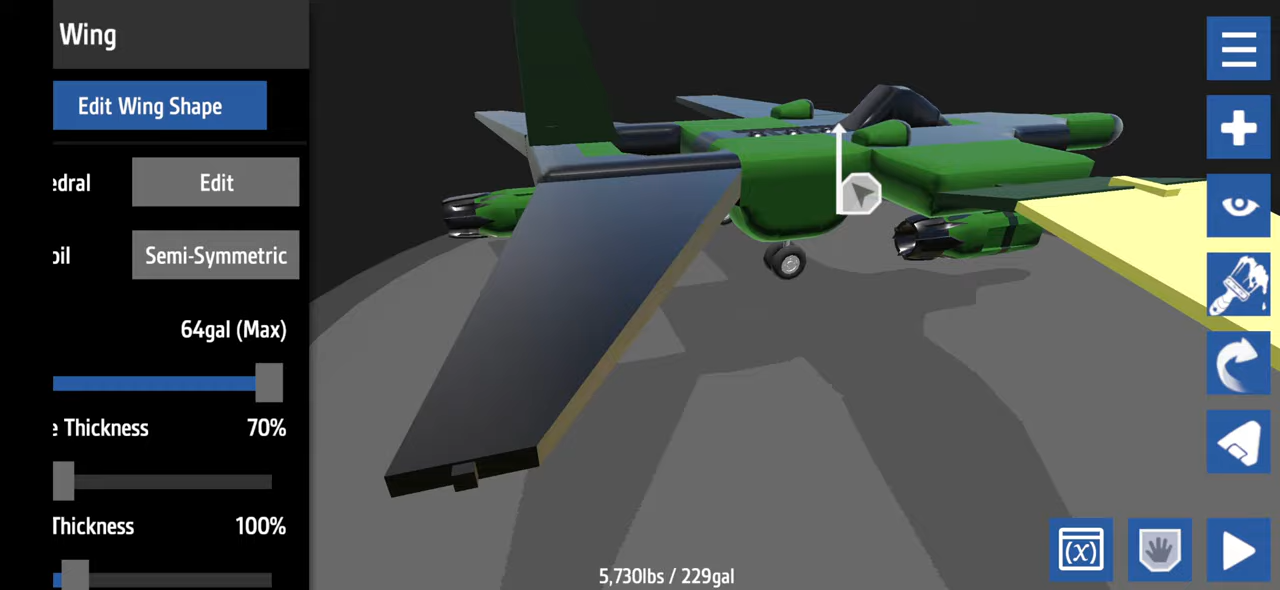 Wing
Edit Wing Shape
edral
Edit
oil
Semi-Symmetric
64gal (Max)
e Thickness
70%
Thickness
100%
5,730lbs / 229gal
(x)